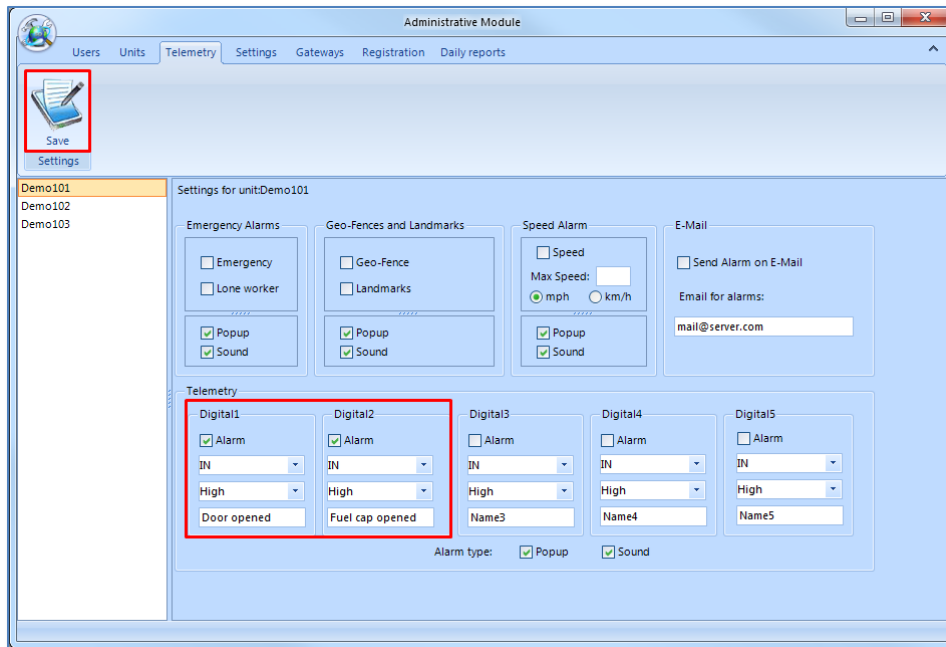 Administrative Module
Users Units Telemetry Settings Gateways Registration Daily reports
Save
Settings
Demo101
Demo102
Demo103
Settings for unit:Demo101
Emergency Alarms
Emergency
Lone worker
Popup
Sound
Geo-Fences and Landmarks
Geo-Fence
Landmarks
Popup
Sound
Speed Alarm
Speed
Max Speed:
mph km/h
Popup
Sound
E-Mail
Send Alarm on E-Mail
Email for alarms:
mail@server.com
Telemetry
Digital1
Alarm
IN
High
Door opened
Digital2
Alarm
IN
High
Fuel cap opened
Digital3
Alarm
IN
High
Name3
Digital4
Alarm
IN
High
Name4
Digital5
Alarm
IN
High
Name5
Alarm type: Popup Sound